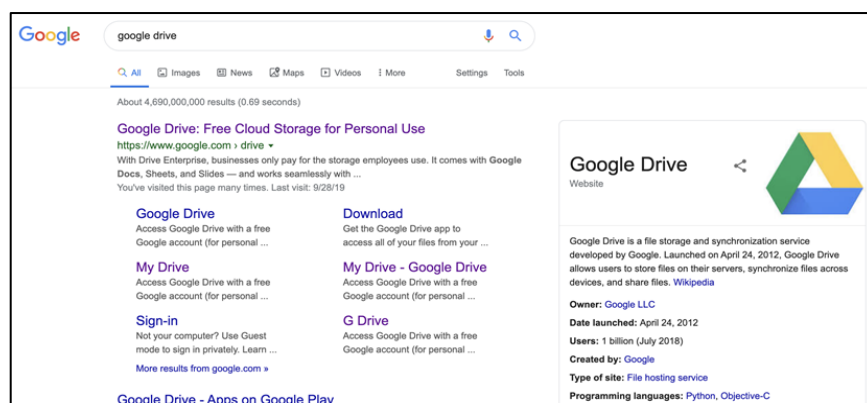 Google
google drive
All Images News Maps Videos More Settings Tools
About 4,690,000,000 results (0.69 seconds)
Google Drive: Free Cloud Storage for Personal Use
https://www.google.com › drive
With Drive Enterprise, businesses only pay for the storage employees use. It comes with Google
Docs, Sheets, and Slides — and works seamlessly with ...
You've visited this page many times. Last visit: 9/28/19
Google Drive
Access Google Drive with a free
Google account (for personal ...
Download
Get the Google Drive app to
access all of your files from your ...
My Drive
Access Google Drive with a free
Google account (for personal ...
My Drive - Google Drive
Access Google Drive with a free
Google account (for personal ...
Sign-in
Not your computer? Use Guest
mode to sign in privately. Learn ...
G Drive
Access Google Drive with a free
Google account (for personal ...
More results from google.com »
Google Drive - Apps on Google Play
Google Drive
Website
Google Drive is a file storage and synchronization service
developed by Google. Launched on April 24, 2012, Google Drive
allows users to store files on their servers, synchronize files across
devices, and share files. Wikipedia
Owner: Google LLC
Date launched: April 24, 2012
Users: 1 billion (July 2018)
Created by: Google
Type of site: File hosting service
Programming languages: Python, Objective-C